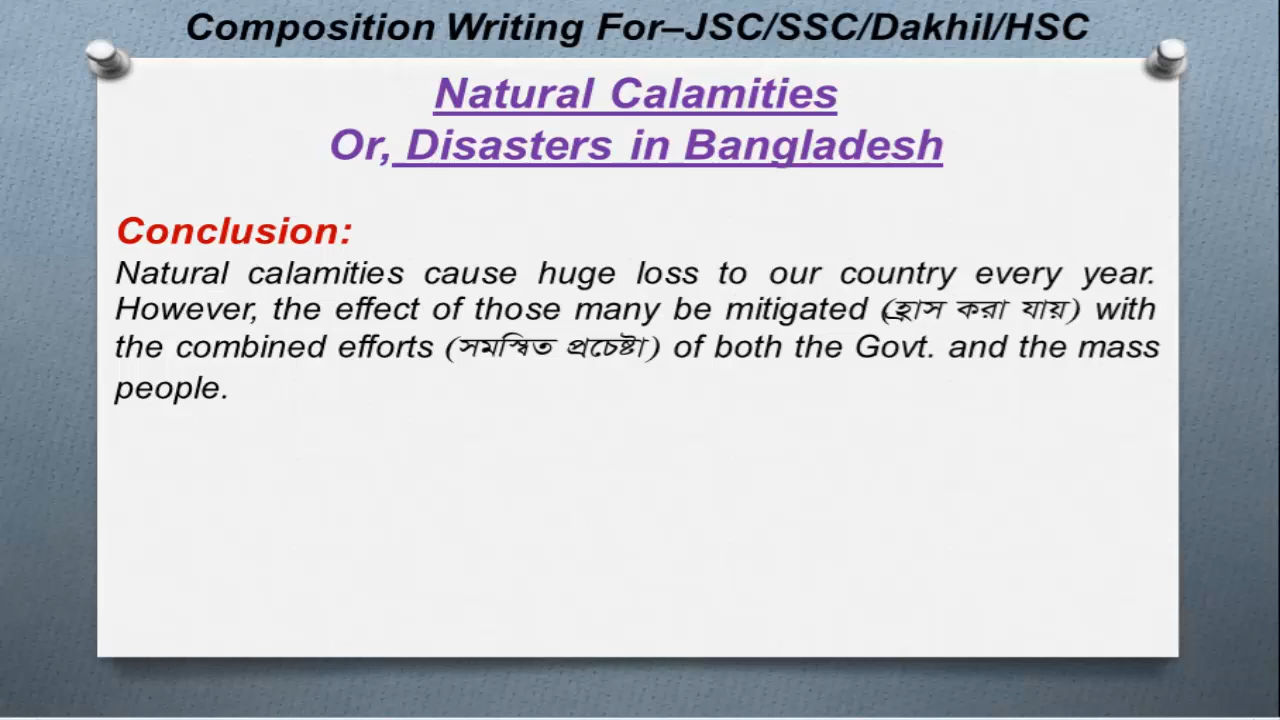 Composition Writing For–JSC/SSC/Dakhil/HSC
Natural Calamities
Or, Disasters in Bangladesh
Conclusion:
Natural calamities cause huge loss to our country every year.
However, the effect of those many be mitigated (হ্রাস করা যায়) with
the combined efforts (সমন্বিত প্রচেষ্টা) of both the Govt. and the mass
people.